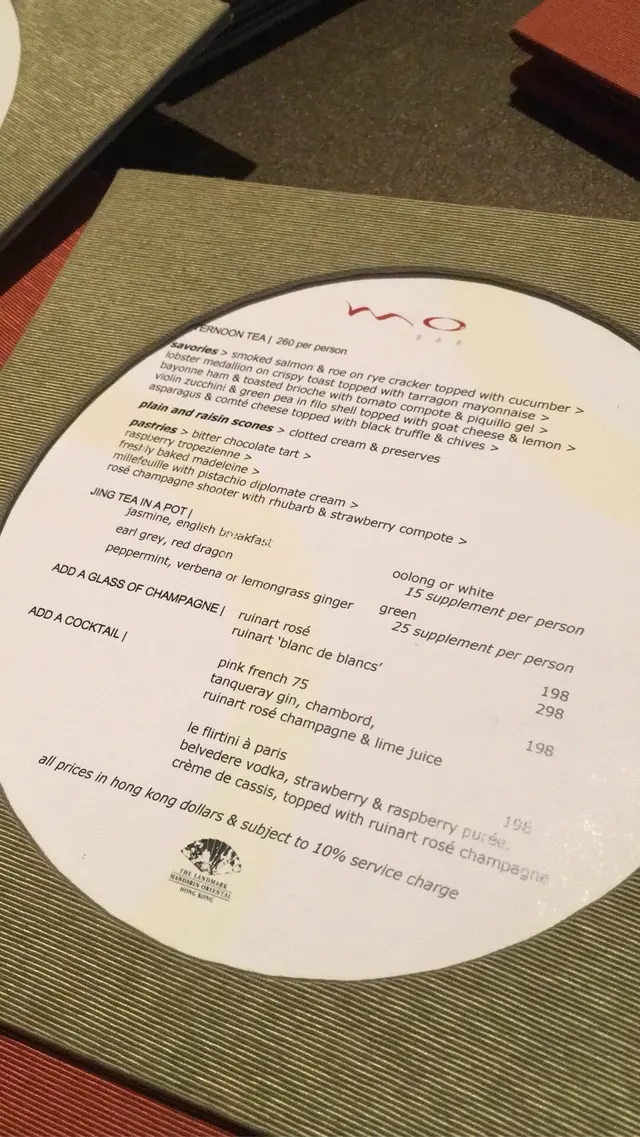 mo
BAR
TERNOON TEA | 260 per person
savories > smoked salmon & roe on rye cracker topped with cucumber >
lobster medallion on crispy toast topped with tarragon mayonnaise >
bayonne ham & toasted brioche with tomato compote & piquillo gel >
violin zucchini & green pea in filo shell topped with goat cheese & lemon >
asparagus & comté cheese topped with black truffle & chives >
plain and raisin scones > clotted cream & preserves
pastries > bitter chocolate tart >
raspberry tropezienne >
freshly baked madeleine >
millefeuille with pistachio diplomate cream >
rosé champagne shooter with rhubarb & strawberry compote >
JING TEA IN A POT |
jasmine, english breakfast
earl grey, red dragon
peppermint, verbena or lemongrass ginger
oolong or white
15 supplement per person
green
25 supplement per person
ADD A GLASS OF CHAMPAGNE | ruinart rosé 198
ruinart 'blanc de blancs' 298
ADD A COCKTAIL |
pink french 75 198
tanqueray gin, chambord,
ruinart rosé champagne & lime juice
le flirtini à paris 198
belvedere vodka, strawberry & raspberry purée,
crème de cassis, topped with ruinart rosé champagne
all prices in hong kong dollars & subject to 10% service charge
THE LANDMARK
MANDARIN ORIENTAL
HONG KONG